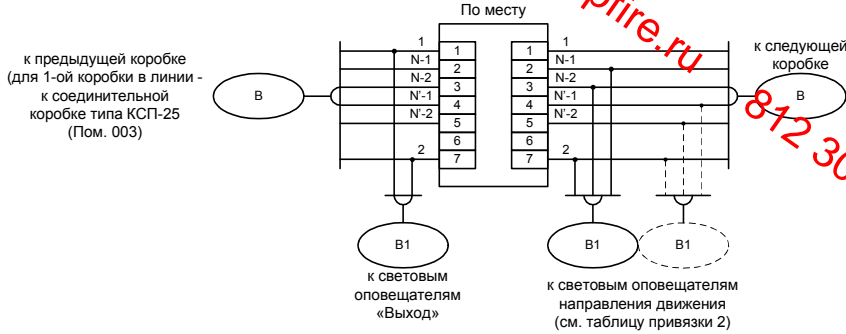 По месту
pfire.ru
812 30
к предыдущей коробке
(для 1-ой коробки в линии -
к соединительной
коробке типа КСП-25
(Пом. 003)
B
1
N-1
N-2
N'-1
N'-2
2
1
2
3
4
5
6
7
1
2
3
4
5
6
7
1
N-1
N-2
N'-1
N'-2
2
к следующей
коробке
B
B1
B1
B1
к световым
оповещателям
«Выход»
к световым оповещателям
направления движения
(см. таблицу привязки 2)